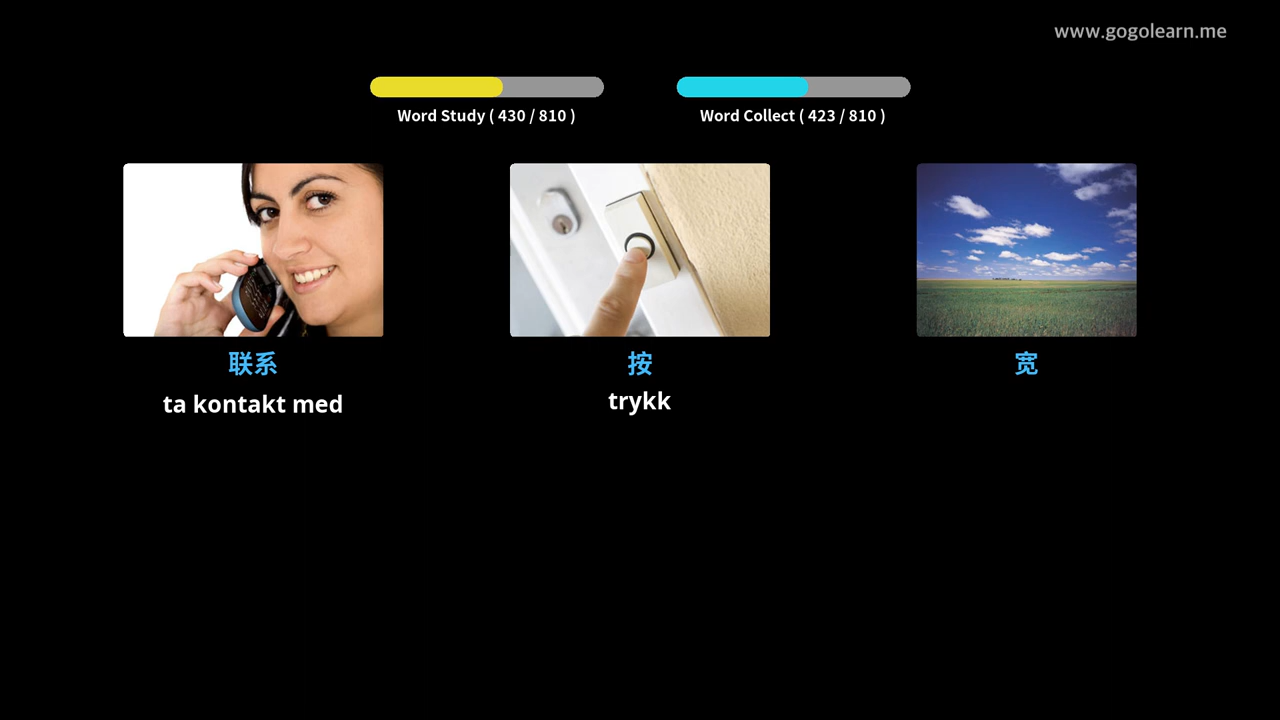 www.gogolearn.me
Word Study ( 430 / 810 )
Word Collect ( 423 / 810 )
联系
按
宽
ta kontakt med
trykk